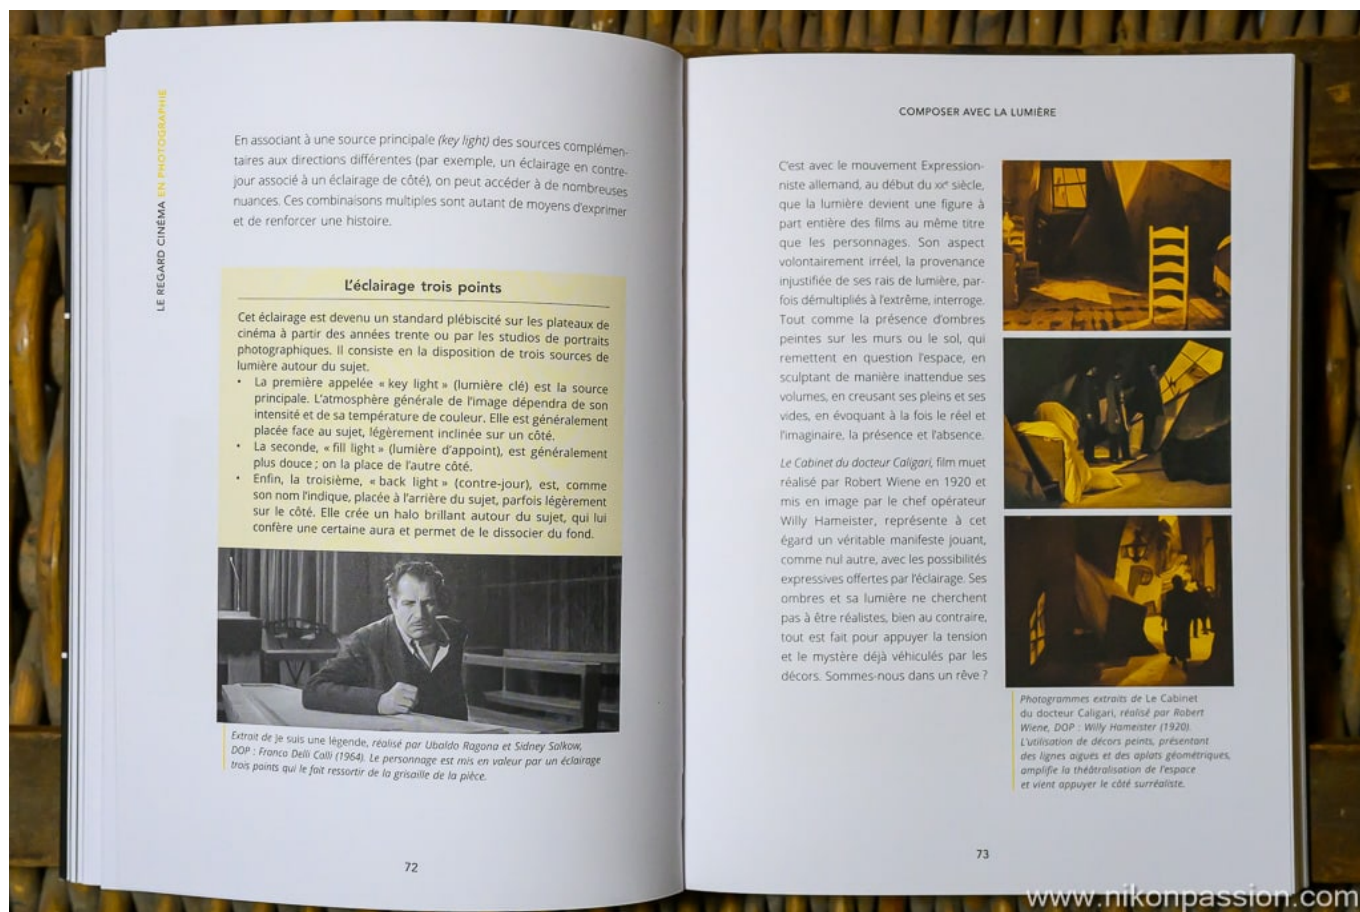 LE REGARD CINÉMA EN PHOTOGRAPHIE
En associant à une source principale (key light) des sources complémen-
taires aux directions différentes (par exemple, un éclairage en contre-
jour associé à un éclairage de côté), on peut accéder à de nombreuses
nuances. Ces combinaisons multiples sont autant de moyens d'exprimer
et de renforcer une histoire.
L'éclairage trois points
Cet éclairage est devenu un standard plébiscité sur les plateaux de
cinéma à partir des années trente ou par les studios de portraits
photographiques. Il consiste en la disposition de trois sources de
lumière autour du sujet.
• La première appelée « key light » (lumière clé) est la source
principale. L'atmosphère générale de l'image dépendra de son
intensité et de sa température de couleur. Elle est généralement
placée face au sujet, légèrement inclinée sur un côté.
• La seconde, « fill light » (lumière d'appoint), est généralement
plus douce ; on la place de l'autre côté.
• Enfin, la troisième, « back light » (contre-jour), est, comme
son nom l'indique, placée à l'arrière du sujet, parfois légèrement
sur le côté. Elle crée un halo brillant autour du sujet, qui lui
confère une certaine aura et permet de le dissocier du fond.
Extrait de Je suis une légende, réalisé par Ubaldo Ragona et Sidney Salkow,
DOP : Franco Delli Calli (1964). Le personnage est mis en valeur par un éclairage
trois points qui le fait ressortir de la grisaille de la pièce.
72
COMPOSER AVEC LA LUMIÈRE
C'est avec le mouvement Expression-
niste allemand, au début du XXe siècle,
que la lumière devient une figure à
part entière des films au même titre
que les personnages. Son aspect
volontairement irréel, la provenance
injustifiée de ses rais de lumière, par-
fois démultipliés à l'extrême, interroge.
Tout comme la présence d'ombres
peintes sur les murs ou le sol, qui
remettent en question l'espace, en
sculptant de manière inattendue ses
volumes, en creusant ses pleins et ses
vides, en évoquant à la fois le réel et
l'imaginaire, la présence et l'absence.
Le Cabinet du docteur Caligari, film muet
réalisé par Robert Wiene en 1920 et
mis en image par le chef opérateur
Willy Hameister, représente à cet
égard un véritable manifeste jouant,
comme nul autre, avec les possibilités
expressives offertes par l'éclairage. Ses
ombres et sa lumière ne cherchent
pas à être réalistes, bien au contraire,
tout est fait pour appuyer la tension
et le mystère déjà véhiculés par les
décors. Sommes-nous dans un rêve ?
Photogrammes extraits de Le Cabinet
du docteur Caligari, réalisé par Robert
Wiene, DOP : Willy Hameister (1920).
L'utilisation de décors peints, présentant
des lignes aiguës et des aplats géométriques,
amplifie la théâtralisation de l'espace
et vient appuyer le côté surréaliste.
73
www.nikonpassion.com